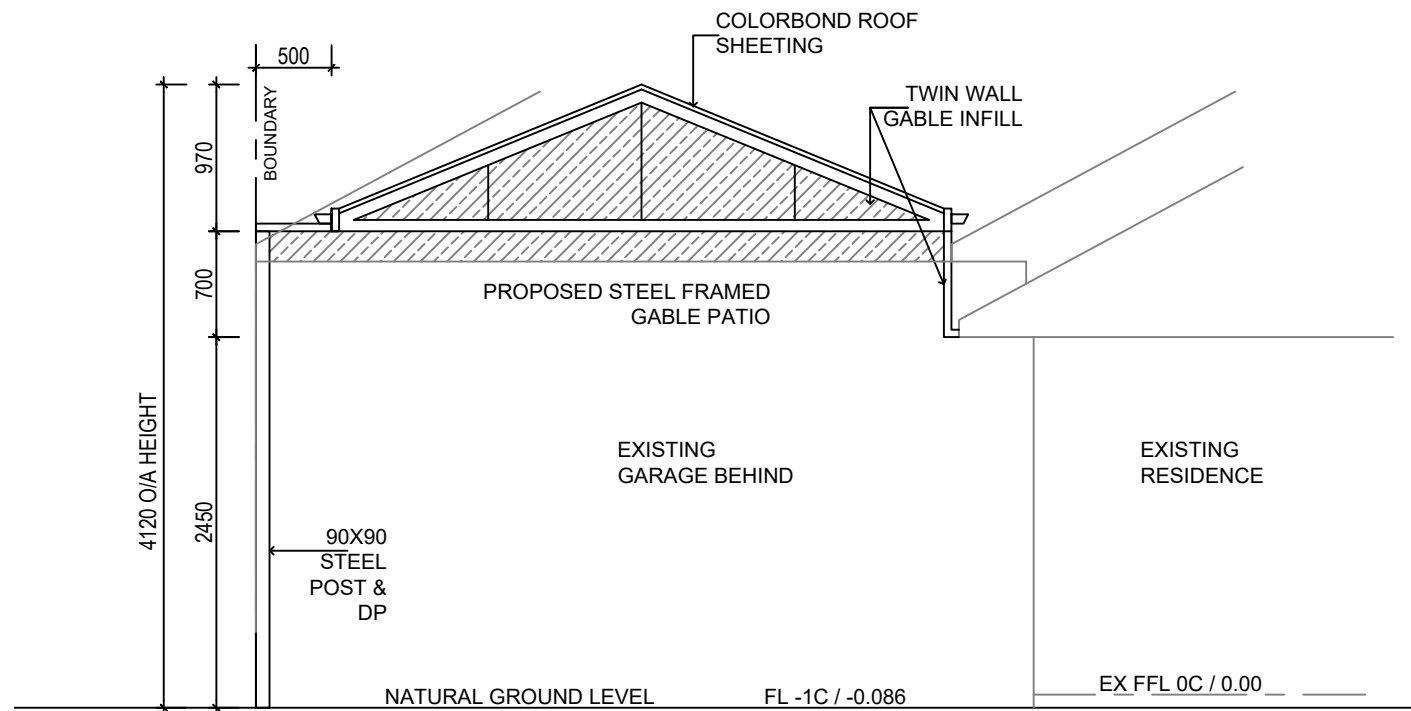 COLORBOND ROOF
SHEETING
500
TWIN WALL
GABLE INFILL
BOUNDARY
970
700
PROPOSED STEEL FRAMED
GABLE PATIO
4120 O/A HEIGHT
2450
EXISTING
GARAGE BEHIND
EXISTING
RESIDENCE
90X90
STEEL
POST &
DP
NATURAL GROUND LEVEL
FL -1C / -0.086
EX FFL 0C / 0.00